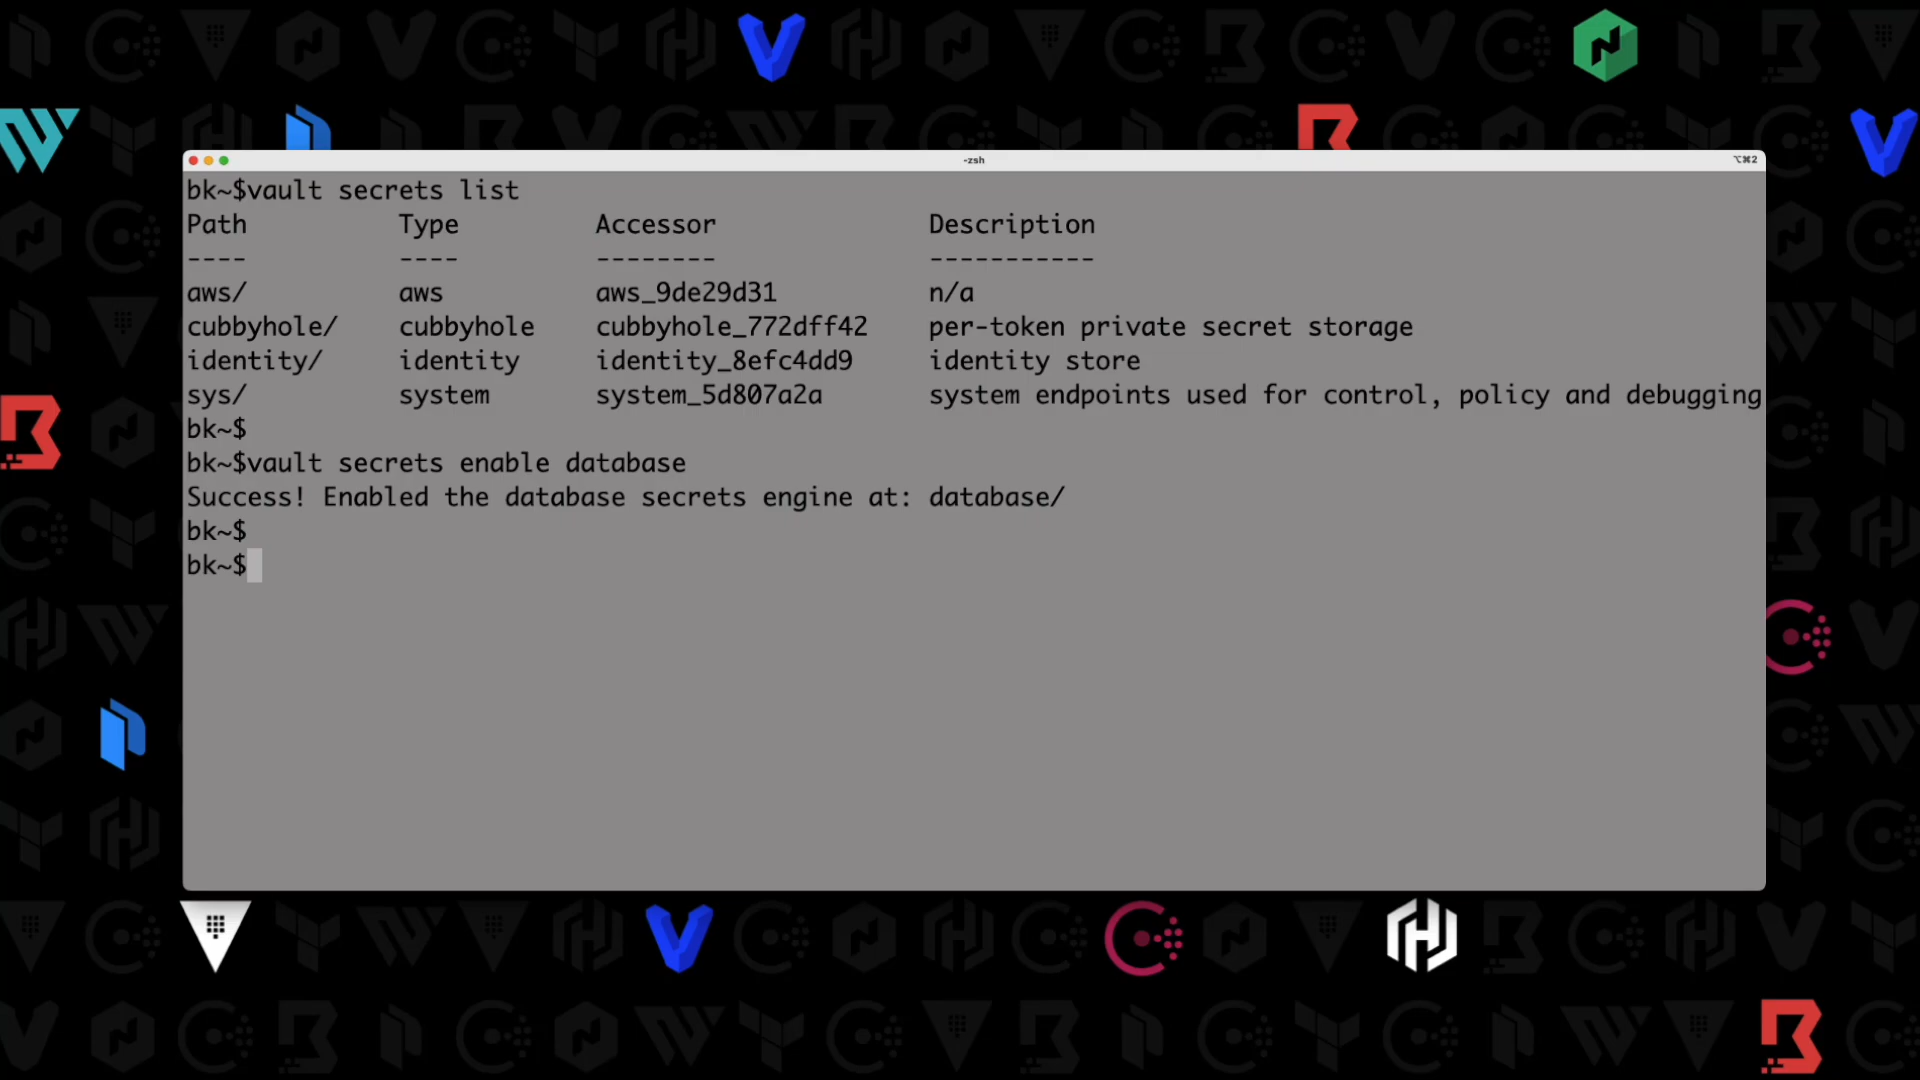 -zsh
⌥⌘2
bk~$vault secrets list
Path Type Accessor Description
---- ---- -------- -----------
aws/ aws aws_9de29d31 n/a
cubbyhole/ cubbyhole cubbyhole_772dff42 per-token private secret storage
identity/ identity identity_8efc4dd9 identity store
sys/ system system_5d807a2a system endpoints used for control, policy and debugging
bk~$
bk~$vault secrets enable database
Success! Enabled the database secrets engine at: database/
bk~$
bk~$